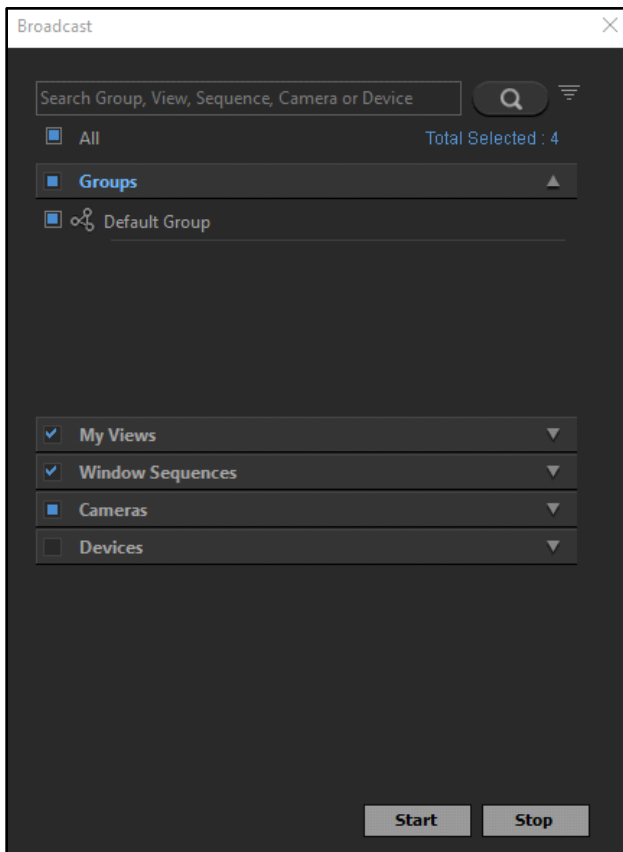 Broadcast
Search Group, View, Sequence, Camera or Device
All Total Selected : 4
Groups
Default Group
My Views
Window Sequences
Cameras
Devices
Start Stop